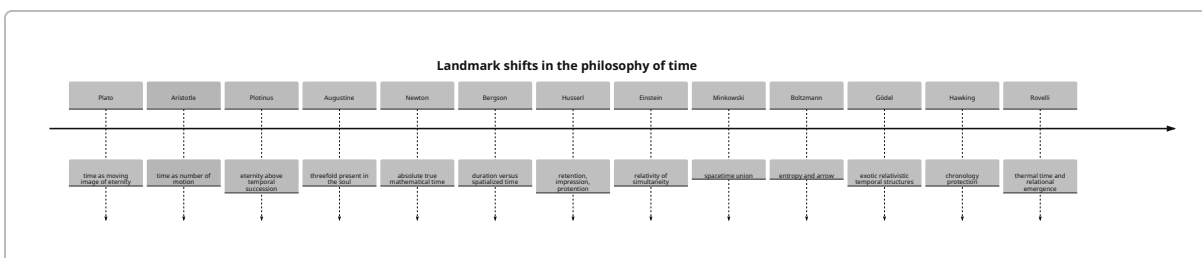 Landmark shifts in the philosophy of time
Plato
Aristotle
Plotinus
Augustine
Newton
Bergson
Husserl
Einstein
Minkowski
Boltzmann
Gödel
Hawking
Rovelli
time as moving
image of eternity
time as number of
motion
eternity above
temporal
succession
threefold present in
the soul
absolute true
mathematical time
duration versus
spatialized time
retention,
impression,
protention
relativity of
simultaneity
spacetime union
entropy and arrow
exotic relativistic
temporal structures
chronology
protection
thermal time and
relational
emergence